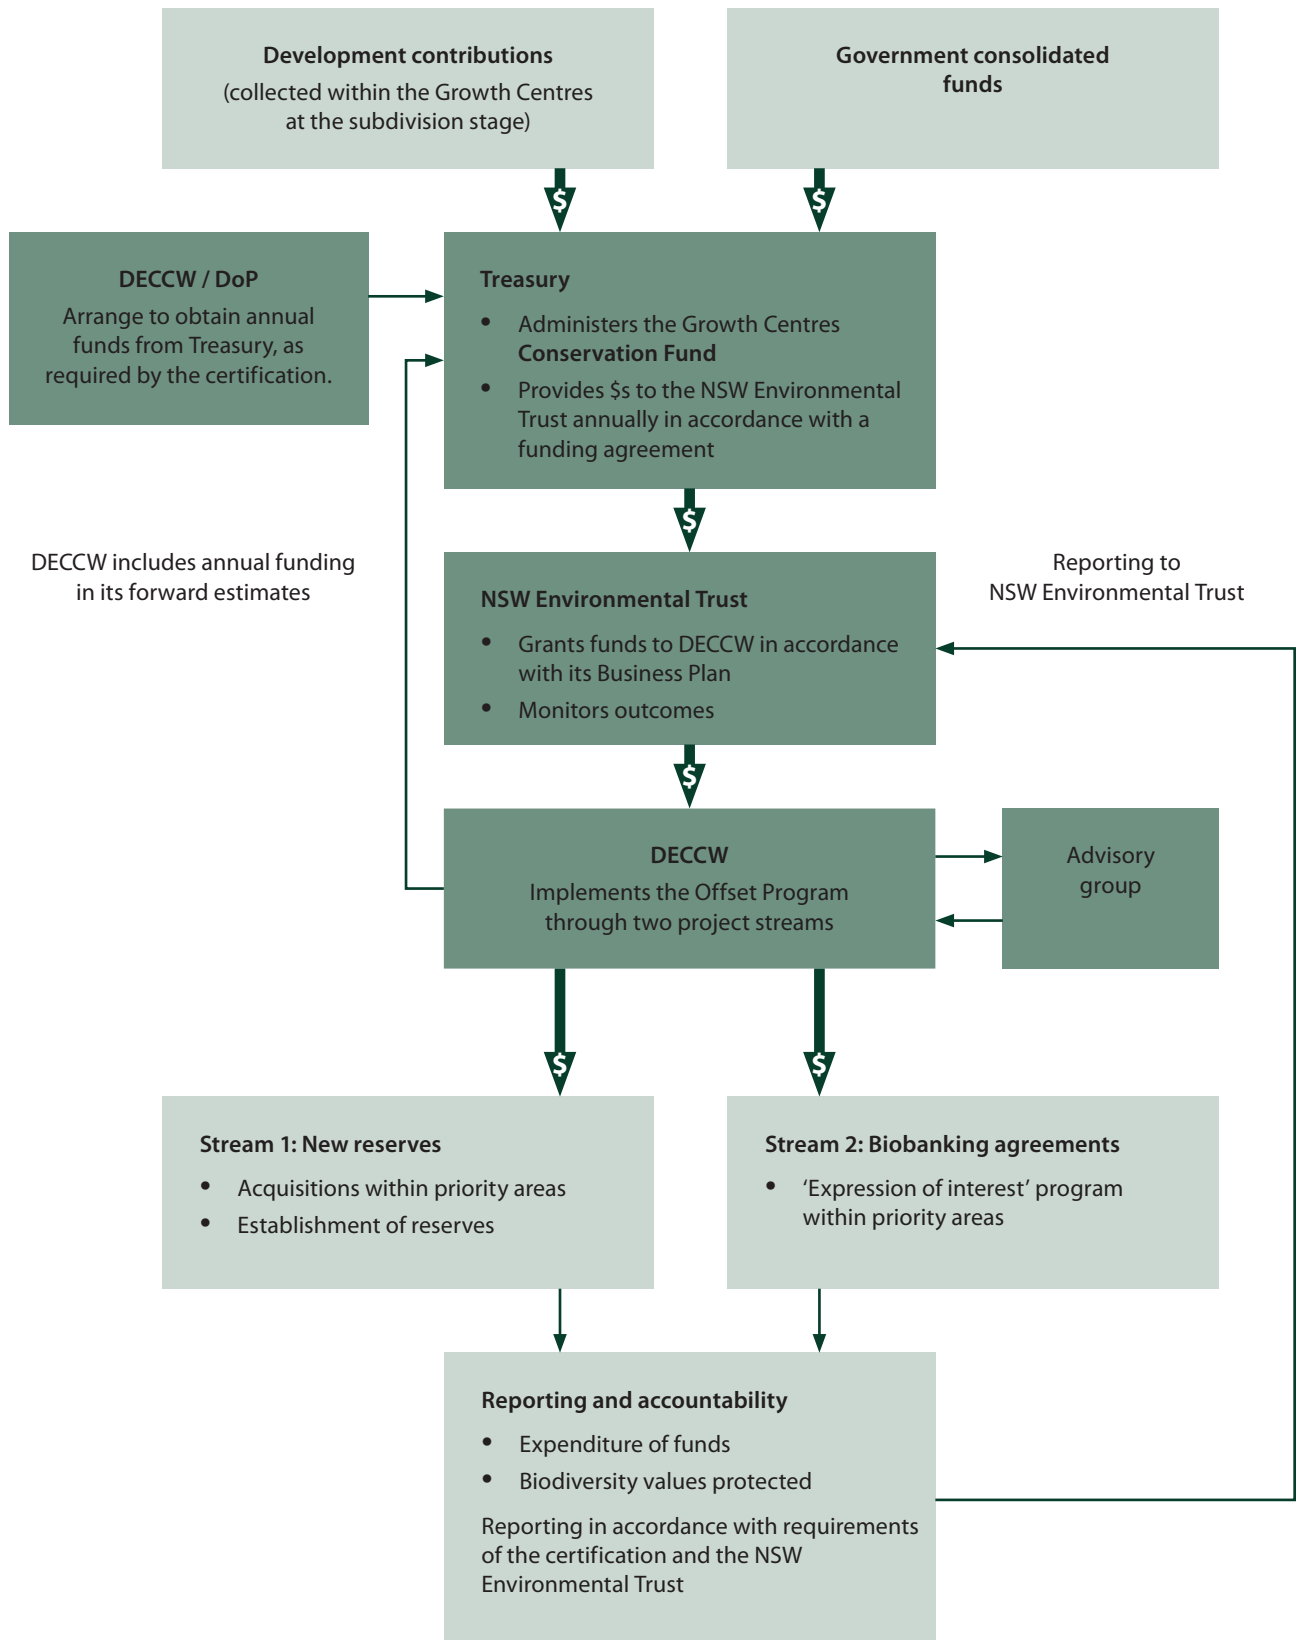 Development contributions
(collected within the Growth Centres
at the subdivision stage)
Government consolidated
funds
$
$
DECCW / DoP
Arrange to obtain annual
funds from Treasury, as
required by the certification.
Treasury
• Administers the Growth Centres
Conservation Fund
• Provides $s to the NSW Environmental
Trust annually in accordance with a
funding agreement
$
DECCW includes annual funding
in its forward estimates
Reporting to
NSW Environmental Trust
NSW Environmental Trust
• Grants funds to DECCW in accordance
with its Business Plan
• Monitors outcomes
$
DECCW
Implements the Offset Program
through two project streams
Advisory
group
$
$
Stream 1: New reserves
• Acquisitions within priority areas
• Establishment of reserves
Stream 2: Biobanking agreements
• ‘Expression of interest’ program
within priority areas
Reporting and accountability
• Expenditure of funds
• Biodiversity values protected
Reporting in accordance with requirements
of the certification and the NSW
Environmental Trust